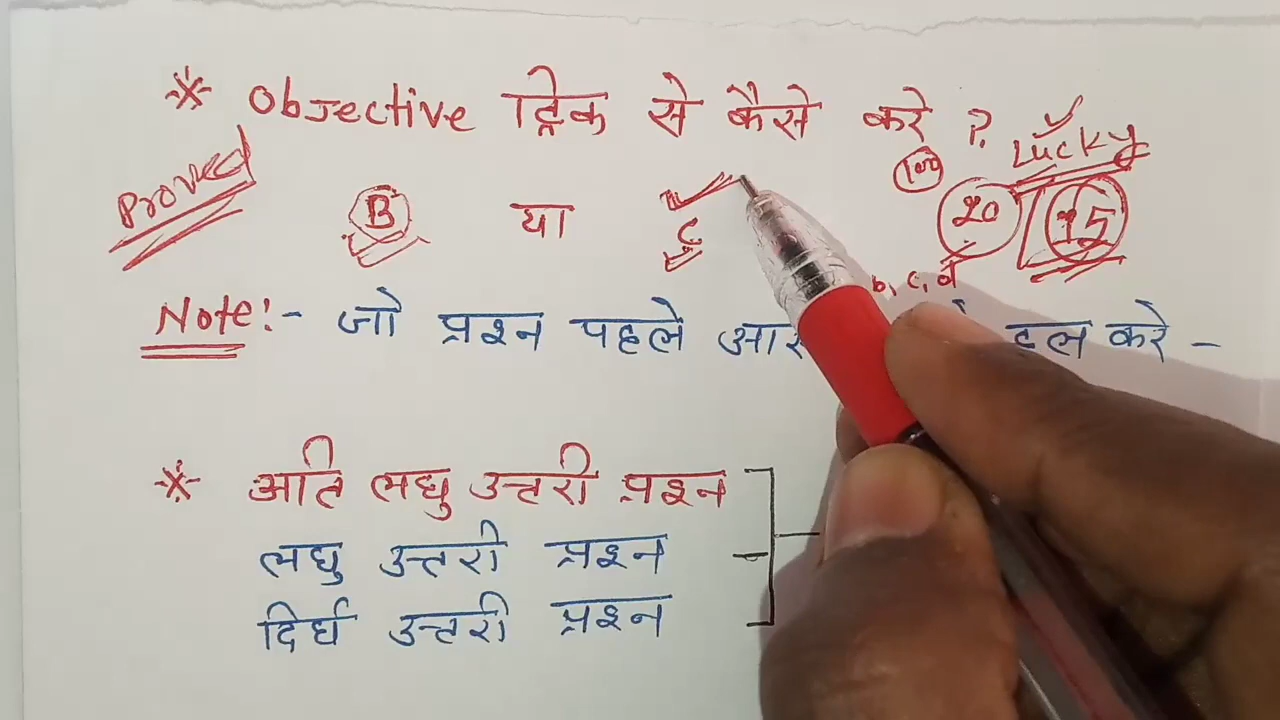 * Objective ट्रिक से कैसे करे ?
Lucky
Proved B या C 100 20 15
b, c, d
Note:- जो प्रश्न पहले हल करे -
* अति लघु उत्तरी प्रश्न
लघु उत्तरी प्रश्न
दिर्घ उत्तरी प्रश्न